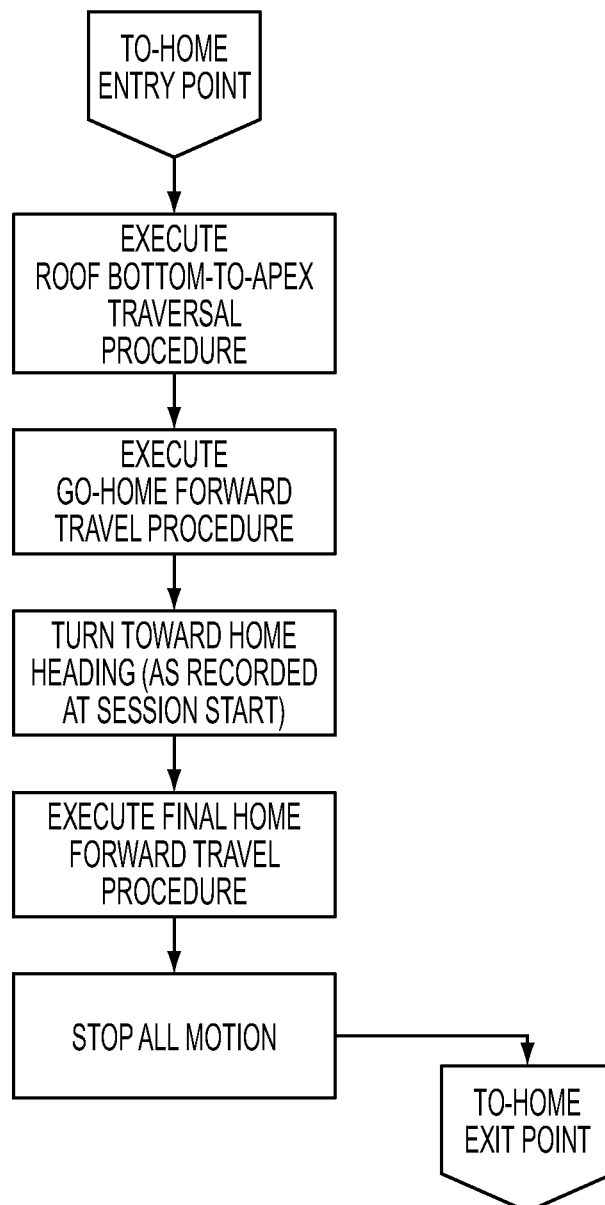 TO-HOME
ENTRY POINT
EXECUTE
ROOF BOTTOM-TO-APEX
TRAVERSAL
PROCEDURE
EXECUTE
GO-HOME FORWARD
TRAVEL PROCEDURE
TURN TOWARD HOME
HEADING (AS RECORDED
AT SESSION START)
EXECUTE FINAL HOME
FORWARD TRAVEL
PROCEDURE
STOP ALL MOTION
TO-HOME
EXIT POINT